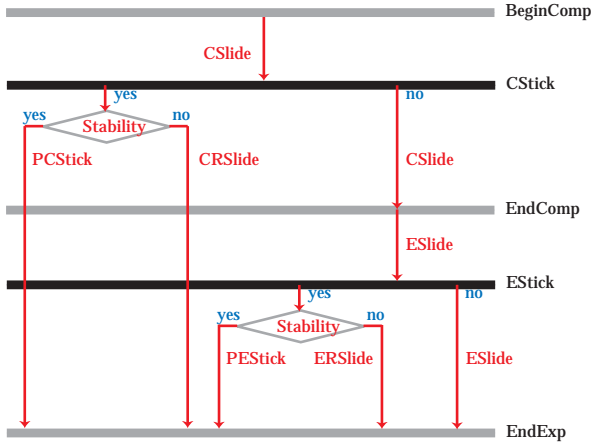 BeginComp
CSlide
CStick
yes
no
yes
no
Stability
PCStick
CRSlide
CSlide
EndComp
ESlide
EStick
yes
no
yes
no
Stability
PEStick
ERSlide
ESlide
EndExp